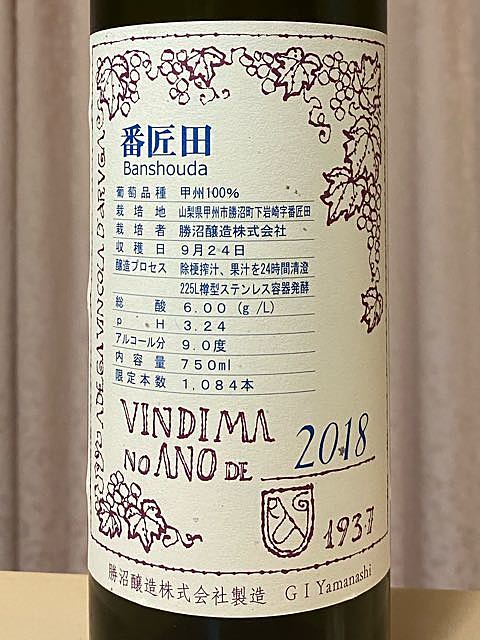 番匠田
Banshouda
葡萄品種 甲州100%
栽培地 山梨県甲州市勝沼町下岩崎字番匠田
栽培者 勝沼醸造株式会社
収穫日 9月24日
醸造プロセス 除梗搾汁、果汁を24時間清澄
225L樽型ステンレス容器発酵
総酸 6.00 (g/L)
pH 3.24
アルコール分 9.0度
内容量 750ml
限定本数 1,084本
VINDIMA
NO ANO DE 2018
1937
勝沼醸造株式会社製造 GI Yamanashi
ADEGA VINICOLA D'ARUGA